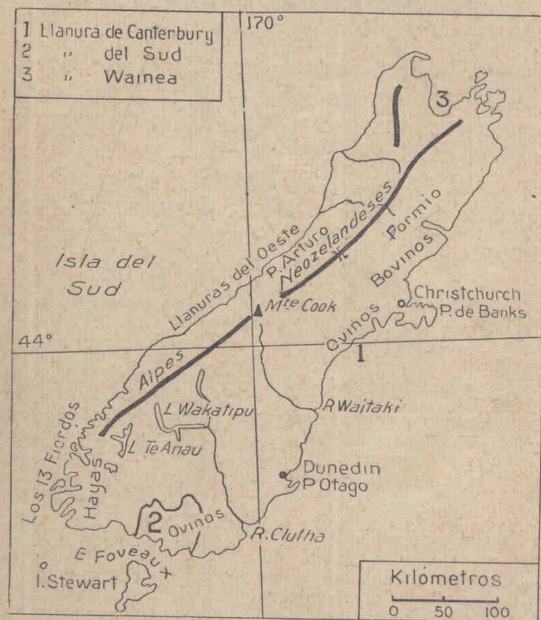 1 Llanura de Canterbury
2 " del Sud
3 " Wainea
170°
3
Isla del
Sud
Llanuras del Oeste
P. Arturo
Neozelandeses
Pormio
Bovinos
Christchurch
P. de Banks
Mte Cook
Ovinos
44°
1
Alpes
L Wakatipu
R Waitaki
L Te Anau
Los 13 Fiordos
Hayas
Dunedin
P Otago
2
Ovinos
R. Clutha
E Foveaux
I. Stewart
Kilómetros
0 50 100